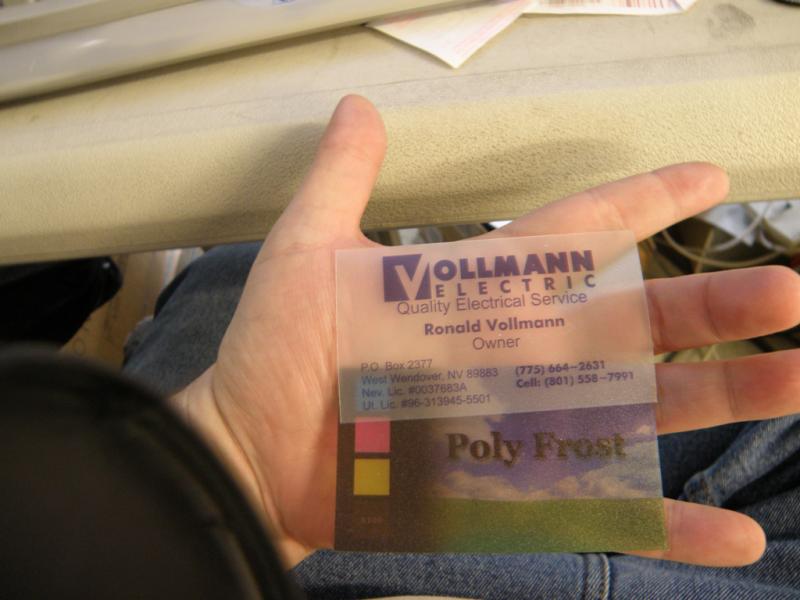 VOLLMANN
ELECTRIC
Quality Electrical Service
Ronald Vollmann
Owner
P.O. Box 2377
West Wendover, NV 89883
Nev. Lic. #0037683A
Ut. Lic. #96-313945-5501
(775) 664-2631
Cell: (801) 558-7991
Poly Frost